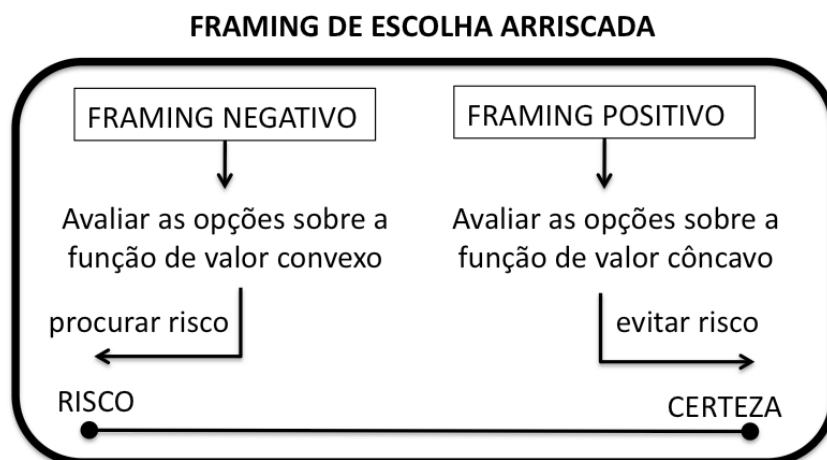 FRAMING DE ESCOLHA ARRISCADA
FRAMING NEGATIVO
Avaliar as opções sobre a
função de valor convexo
procurar risco
RISCO
FRAMING POSITIVO
Avaliar as opções sobre a
função de valor côncavo
evitar risco
CERTEZA